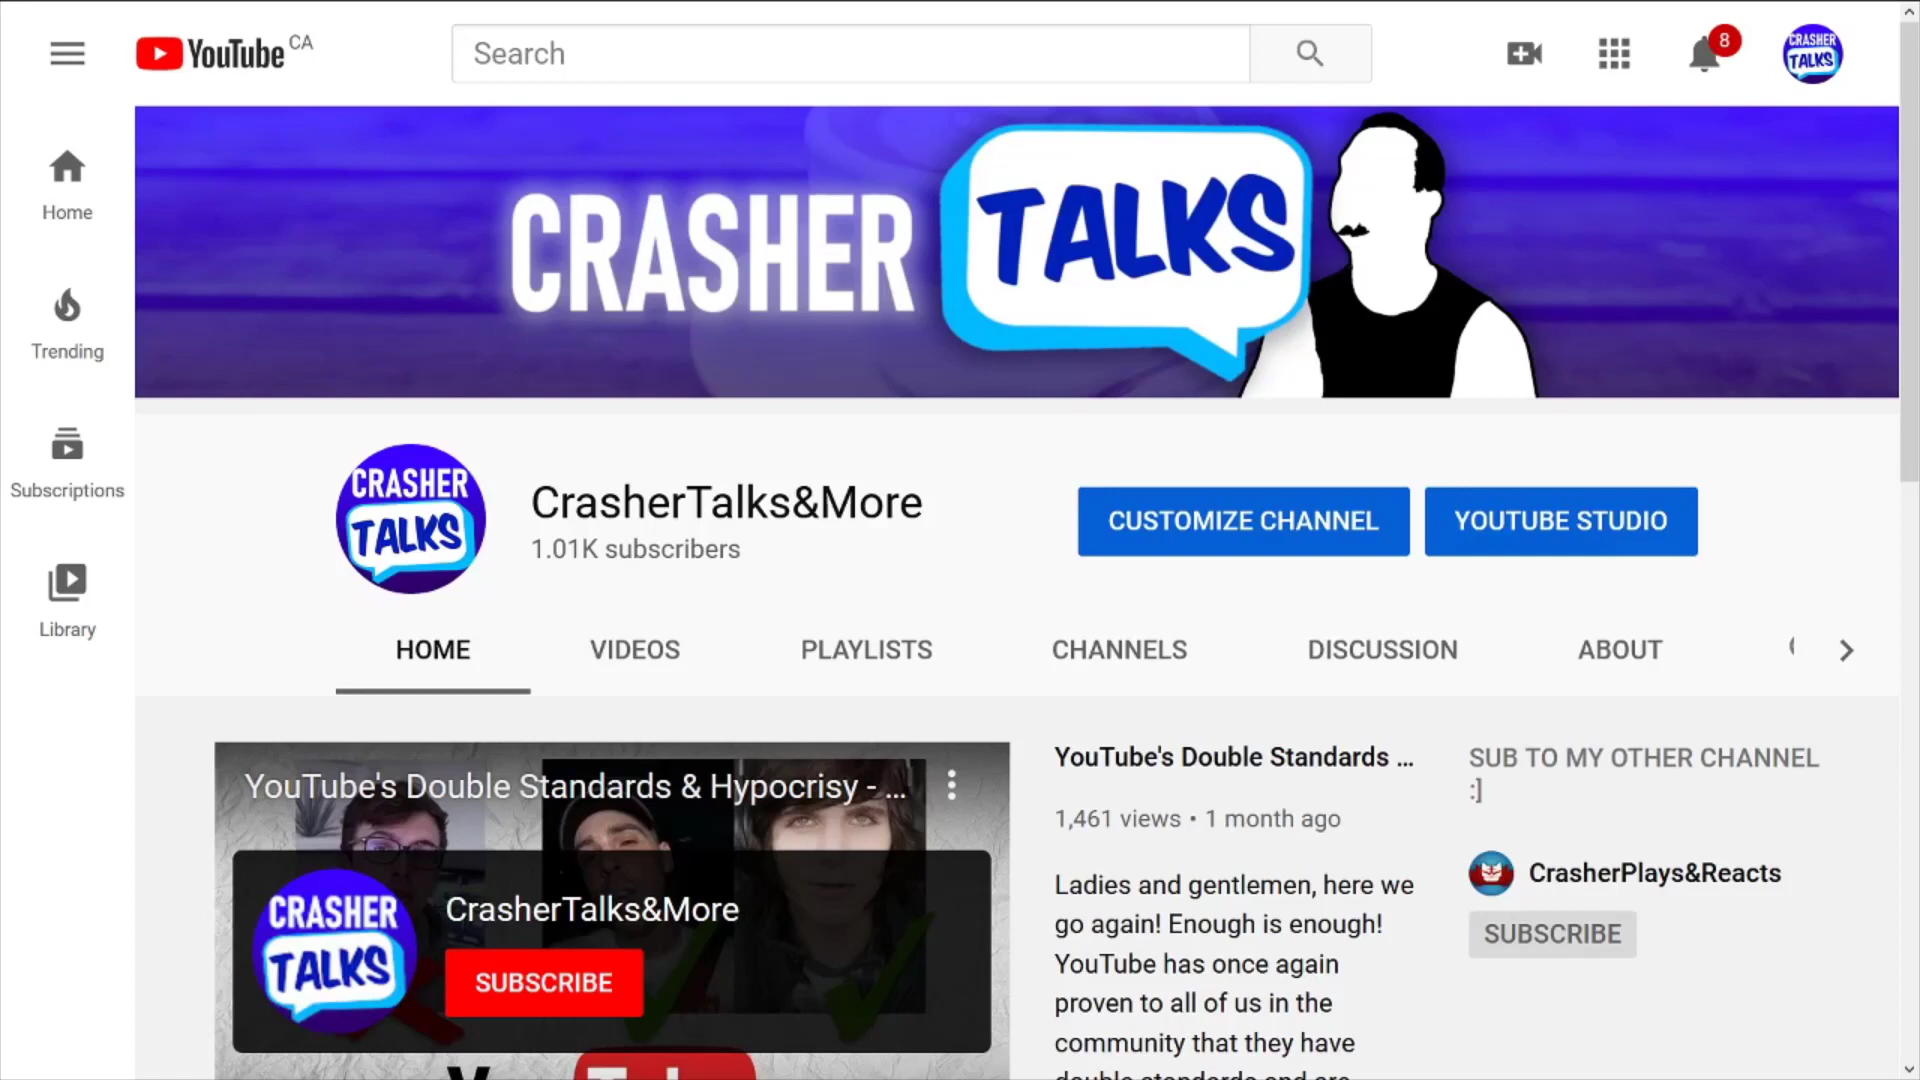 YouTube CA
Search
8
CRASHER
TALKS
Home
Trending
Subscriptions
Library
CRASHER TALKS
CRASHER
TALKS
CrasherTalks&More
1.01K subscribers
CUSTOMIZE CHANNEL
YOUTUBE STUDIO
HOME
VIDEOS
PLAYLISTS
CHANNELS
DISCUSSION
ABOUT
YouTube's Double Standards & Hypocrisy - ...
CRASHER
TALKS
CrasherTalks&More
SUBSCRIBE
YouTube's Double Standards ...
1,461 views • 1 month ago
Ladies and gentlemen, here we
go again! Enough is enough!
YouTube has once again
proven to all of us in the
community that they have
double standards and are
SUB TO MY OTHER CHANNEL
:]
CrasherPlays&Reacts
SUBSCRIBE